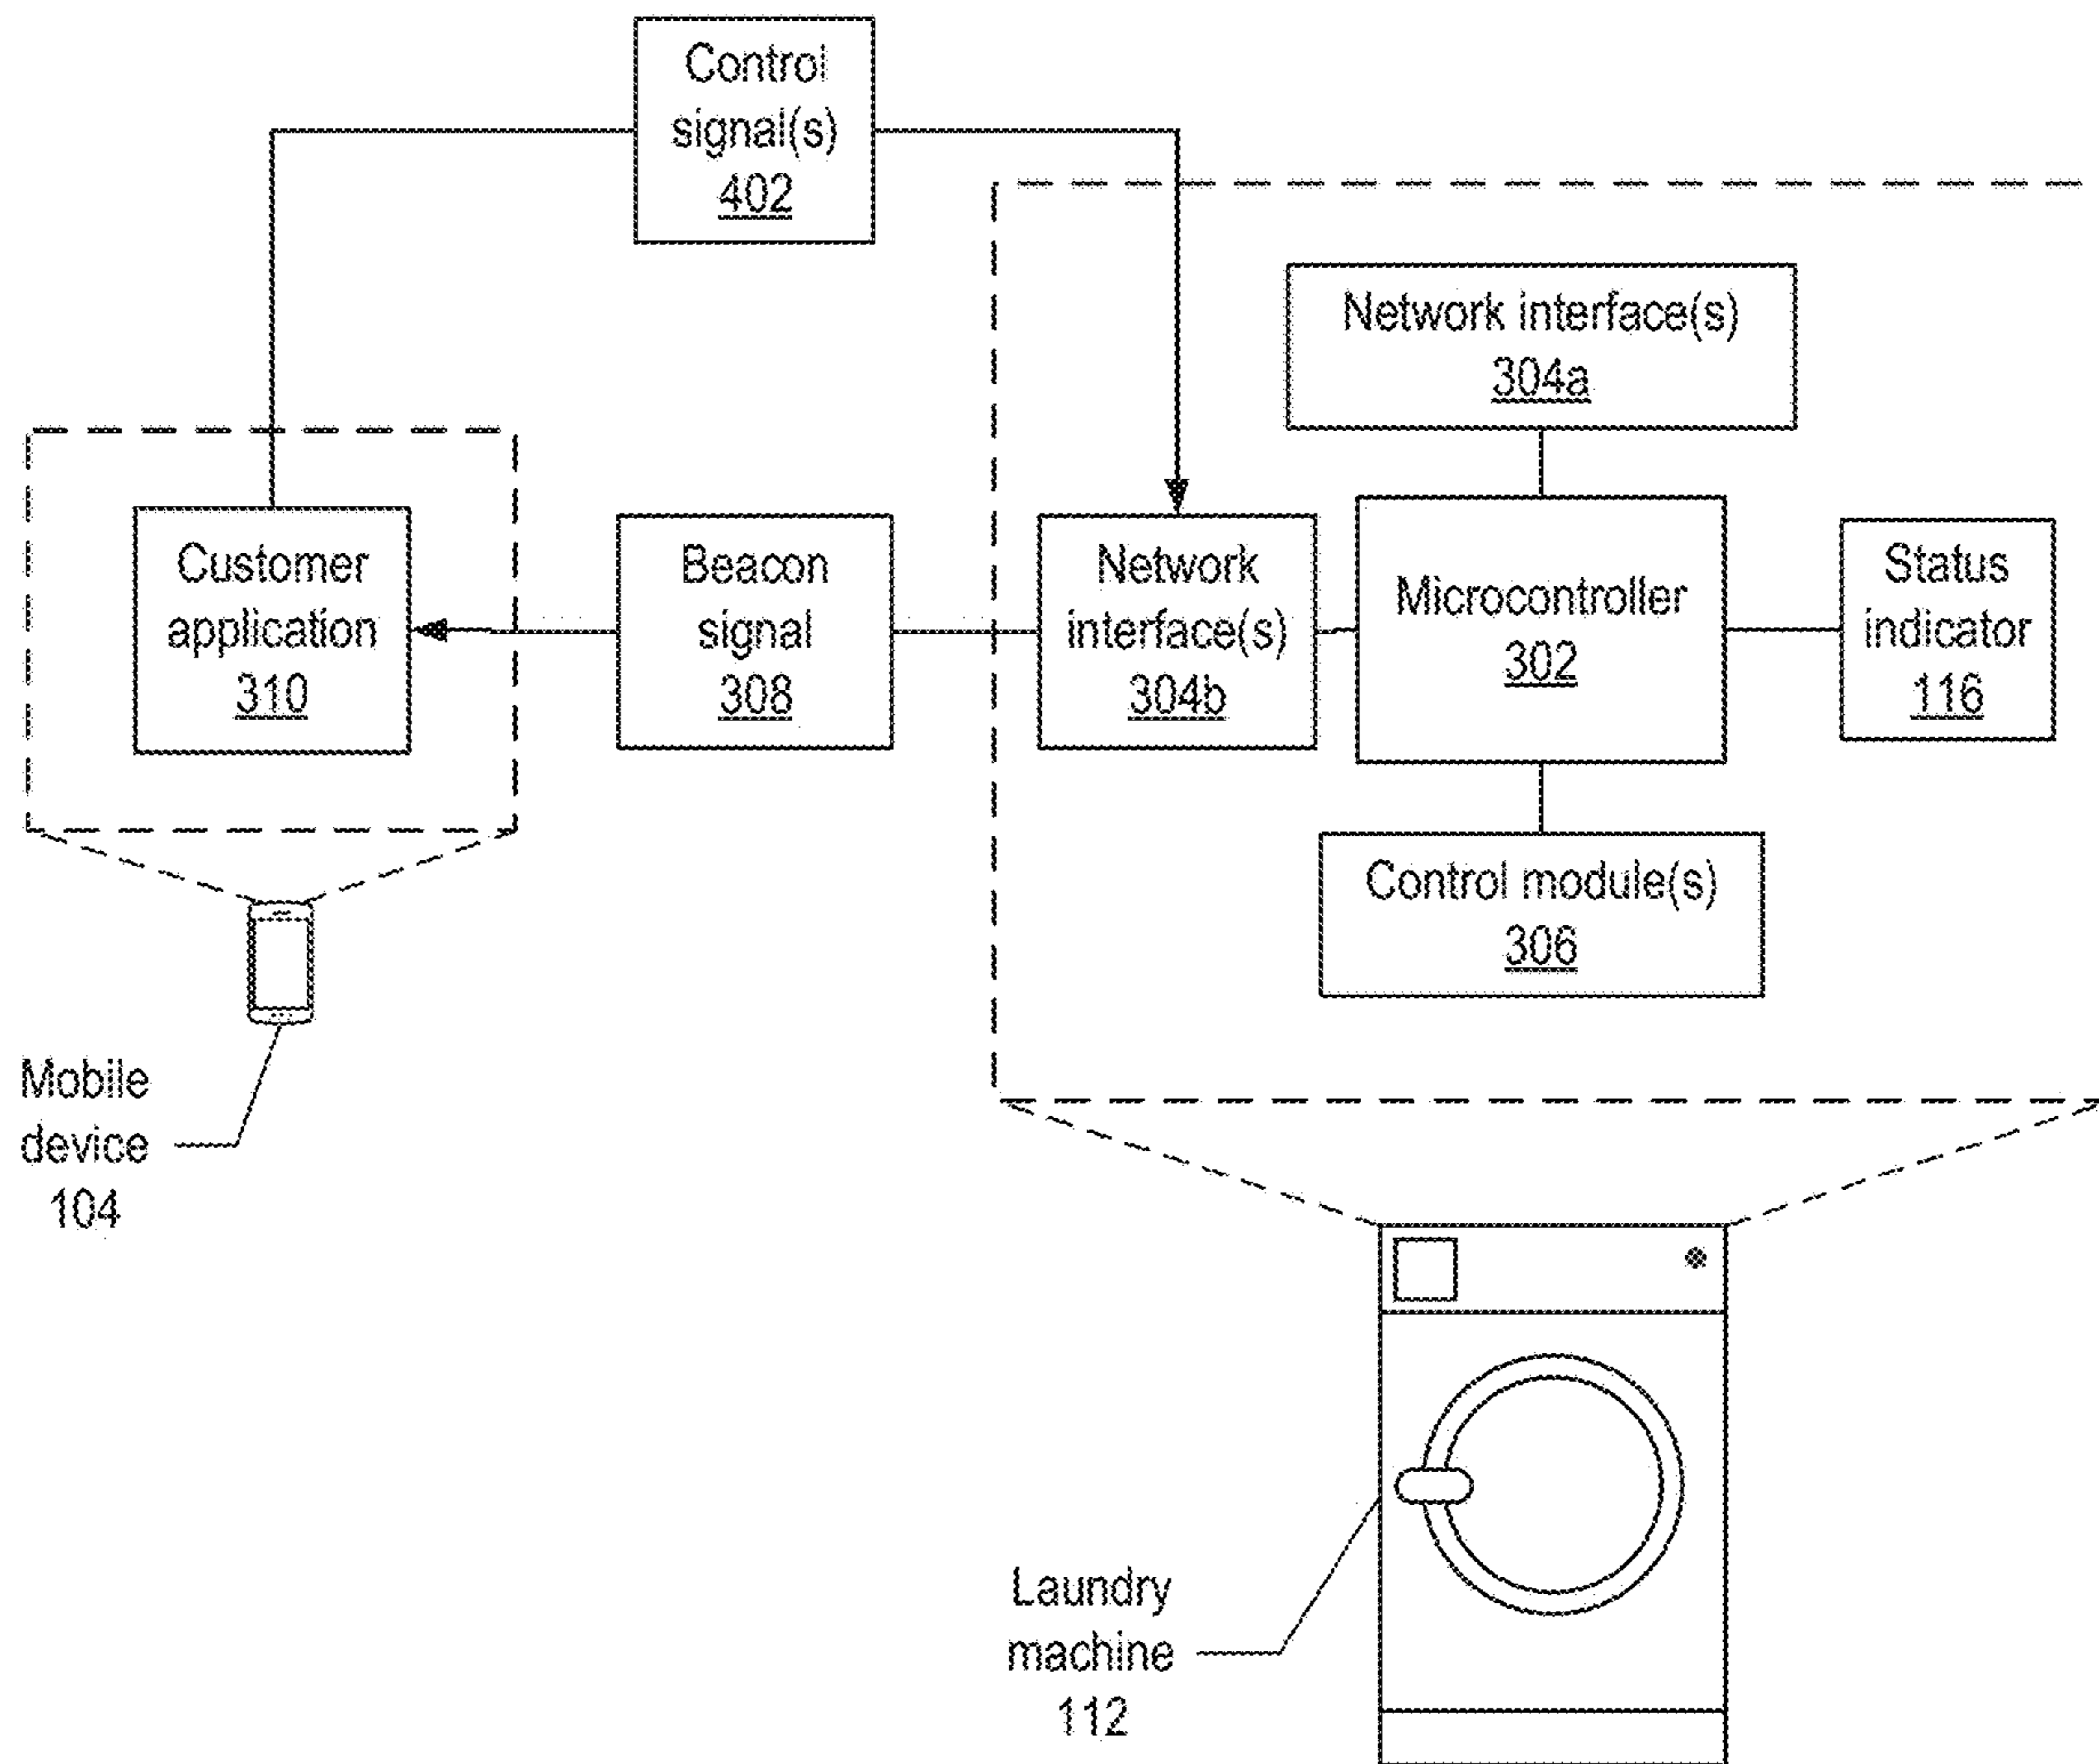 Control
signal(s)
402
Network interface(s)
304a
Customer
application
310
Beacon
signal
308
Network
interface(s)
304b
Microcontroller
302
Status
indicator
116
Control module(s)
306
Mobile
device
104
Laundry
machine
112